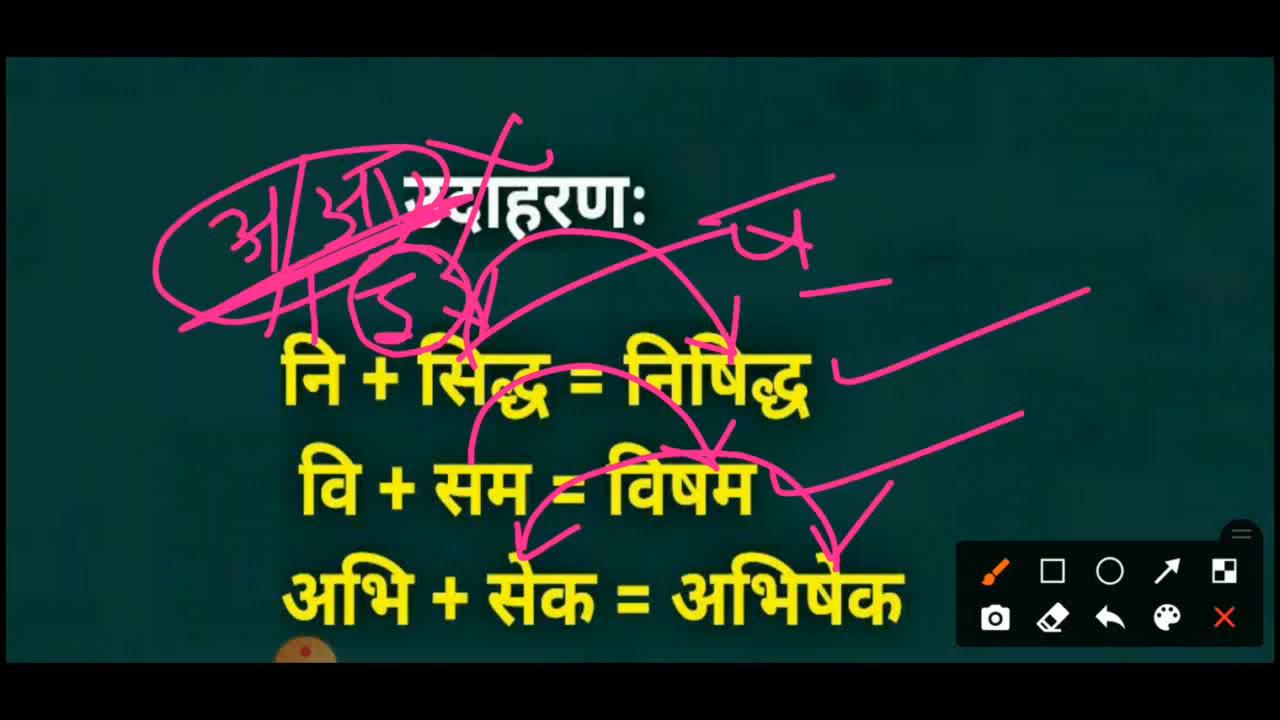 उदाहरण:
अ/आ
नि + सिद्ध = निषिद्ध
वि + सम = विषम
अभि + सेक = अभिषेक